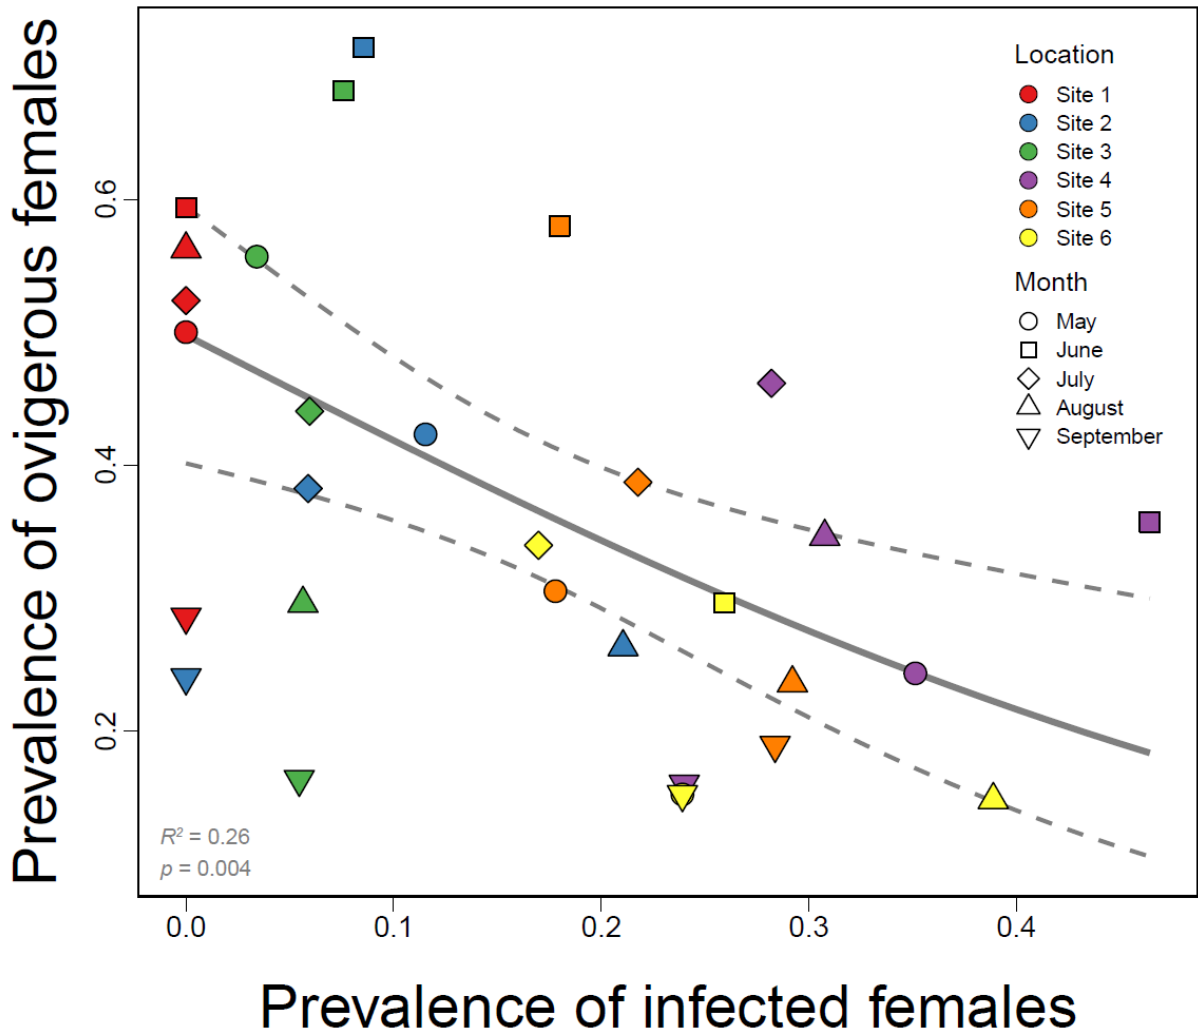 Prevalence of ovigerous females
0.6
0.4
0.2
Location
Site 1
Site 2
Site 3
Site 4
Site 5
Site 6
Month
May
June
July
August
September
R² = 0.26
p = 0.004
0.0 0.1 0.2 0.3 0.4
Prevalence of infected females